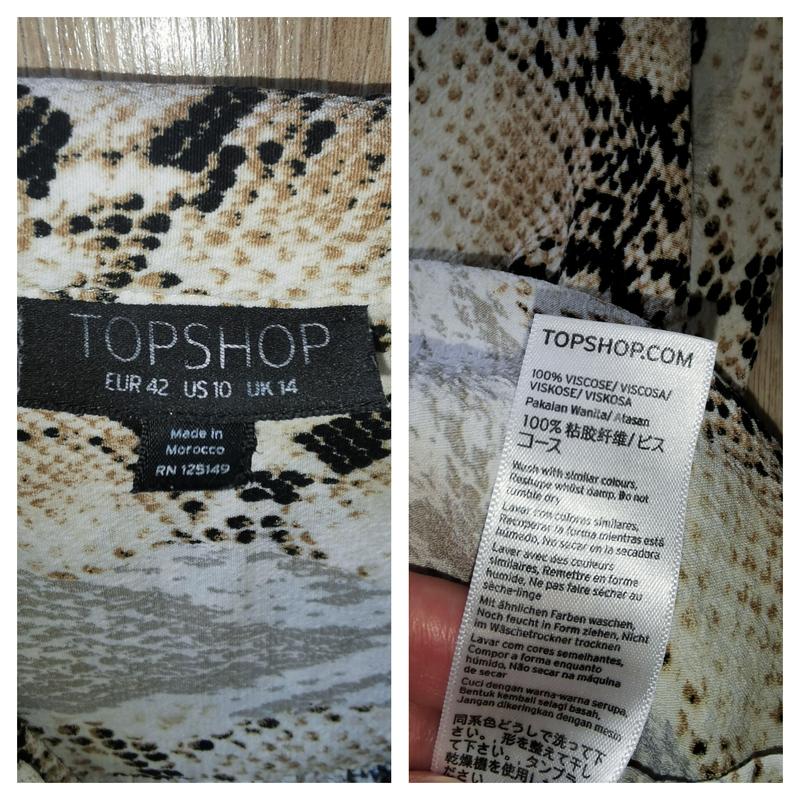 TOPSHOP
EUR 42 US 10 UK 14
Made in
Morocco
RN 125149
TOPSHOP.COM
100% VISCOSE/ VISCOSA/
VISKOSE/ VISKOSA
Pakaian Wanita/ Atasan
100% 粘胶纤维/ ビス
コース
Wash with similar colours,
Reshape whilst damp, Do not
tumble dry
Lavar con colores similares,
Recuperar la forma mientras está
húmedo, No secar en la secadora
Laver avec des couleurs
similaires, Remettre en forme
humide, Ne pas faire sécher au
sèche-linge
Mit ähnlichen Farben waschen,
Noch feucht in Form ziehen, Nicht
im Wäschetrockner trocknen
Lavar com cores semelhantes,
Compor a forma enquanto
húmido, Não secar na máquina
de secar
Cuci dengan warna-warna serupa,
Bentuk kembali selagi basah,
Jangan dikeringkan dengan mesin
同系色どうしで洗って下
さい。形を整えて干し
て下さい。タンブラ
乾燥機を使用し